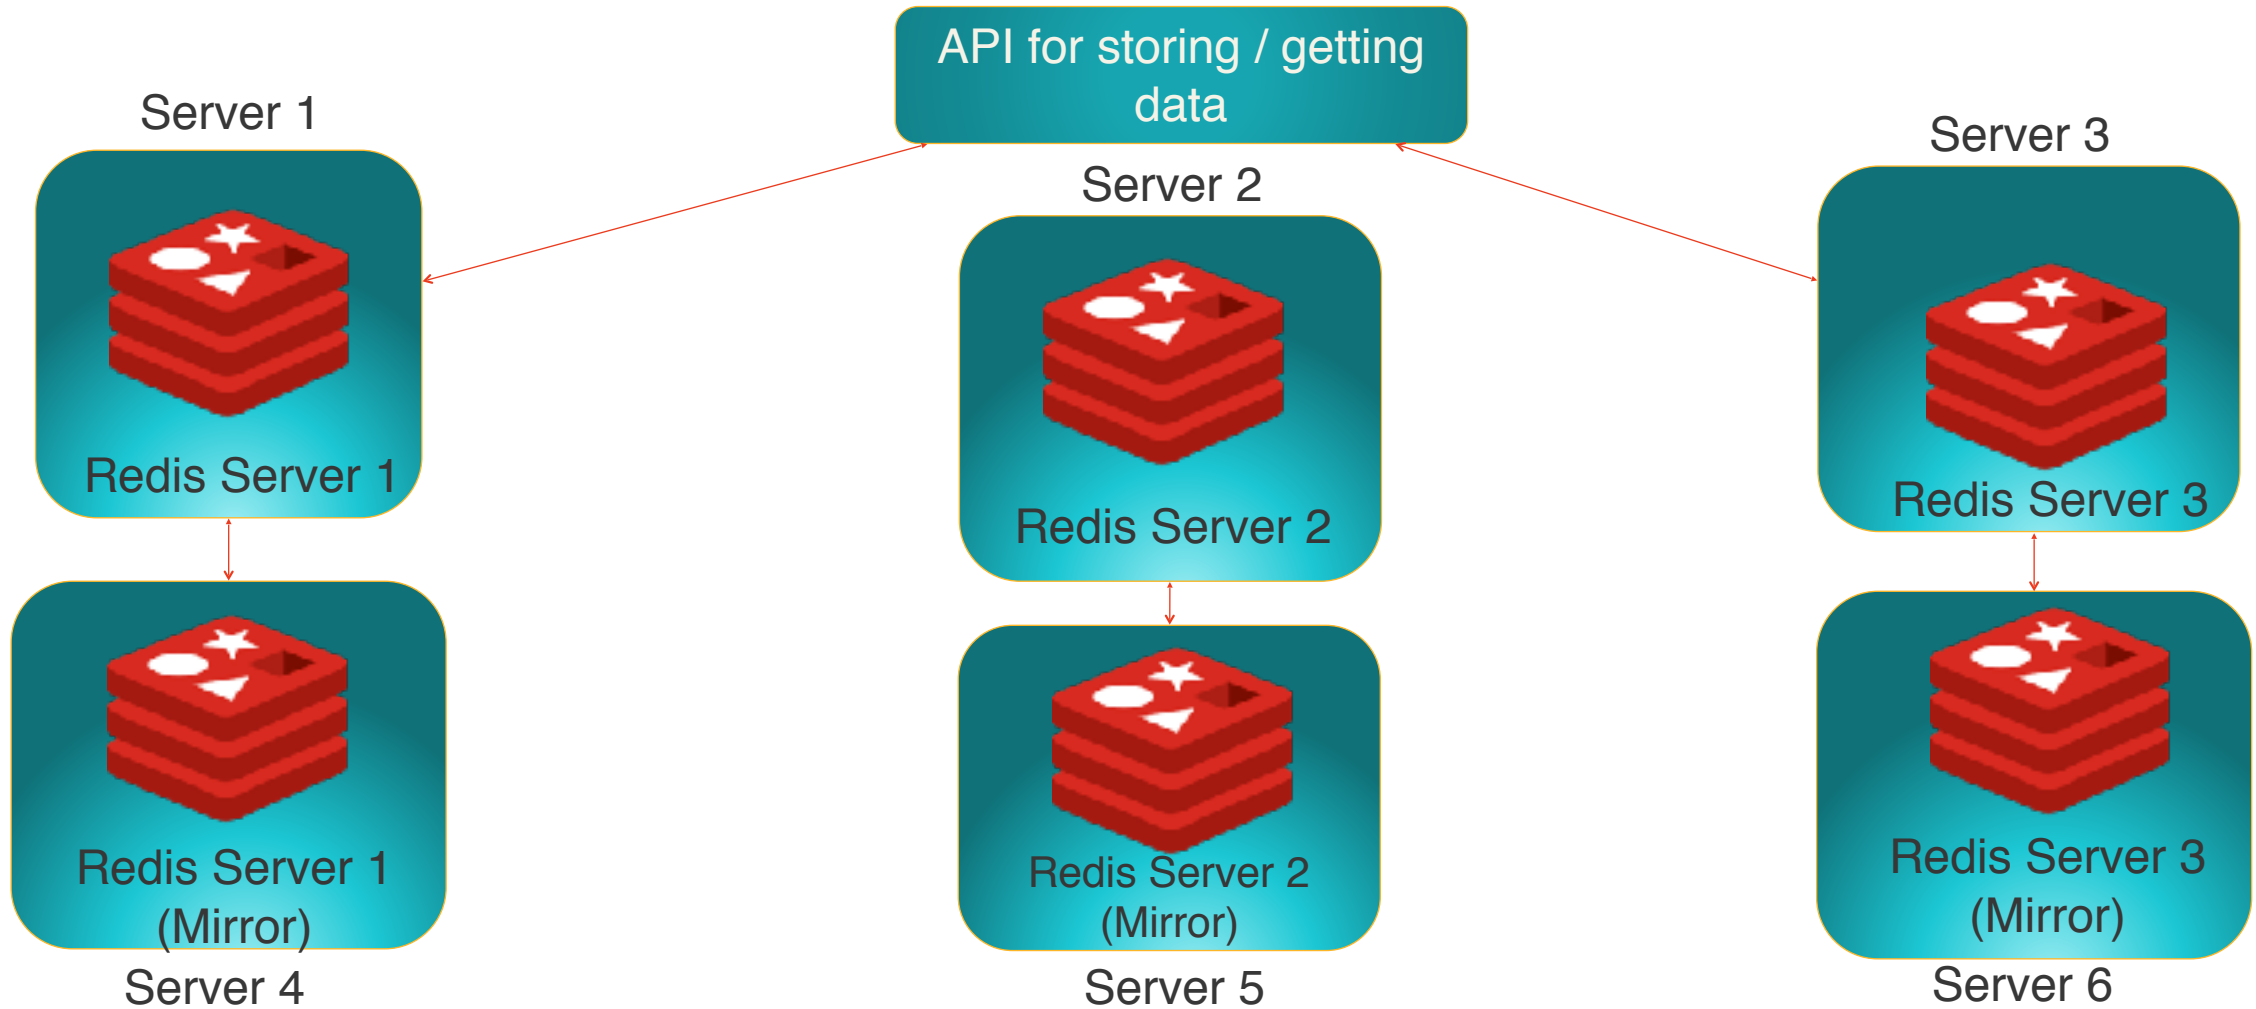 API for storing / getting
data
Server 1
Server 2
Server 3
Redis Server 1
Redis Server 2
Redis Server 3
Redis Server 1
(Mirror)
Redis Server 2
(Mirror)
Redis Server 3
(Mirror)
Server 4
Server 5
Server 6